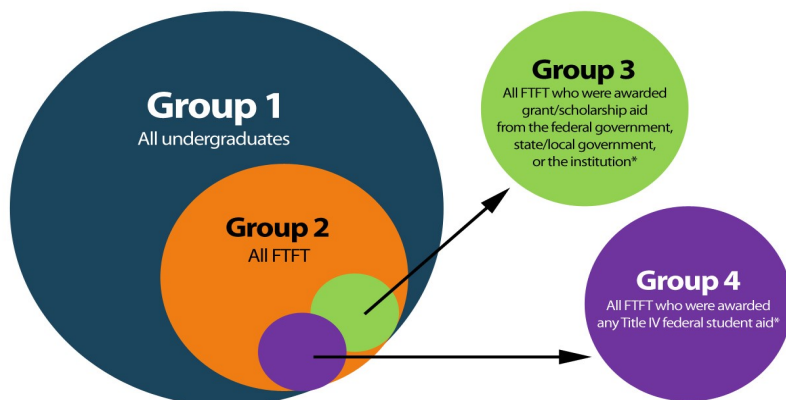 Group 1
All undergraduates
Group 2
All FTFT
Group 3
All FTFT who were awarded
grant/scholarship aid
from the federal government,
state/local government,
or the institution*
Group 4
All FTFT who were awarded
any Title IV federal student aid*